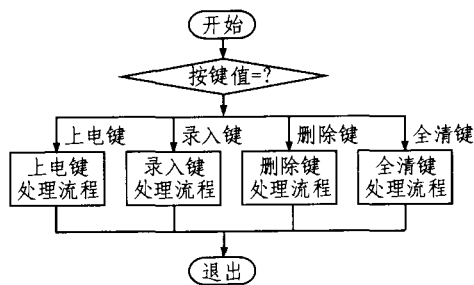 开始
按键值=?
上电键
录入键
删除键
全清键
上电键
处理流程
录入键
处理流程
删除键
处理流程
全清键
处理流程
退出